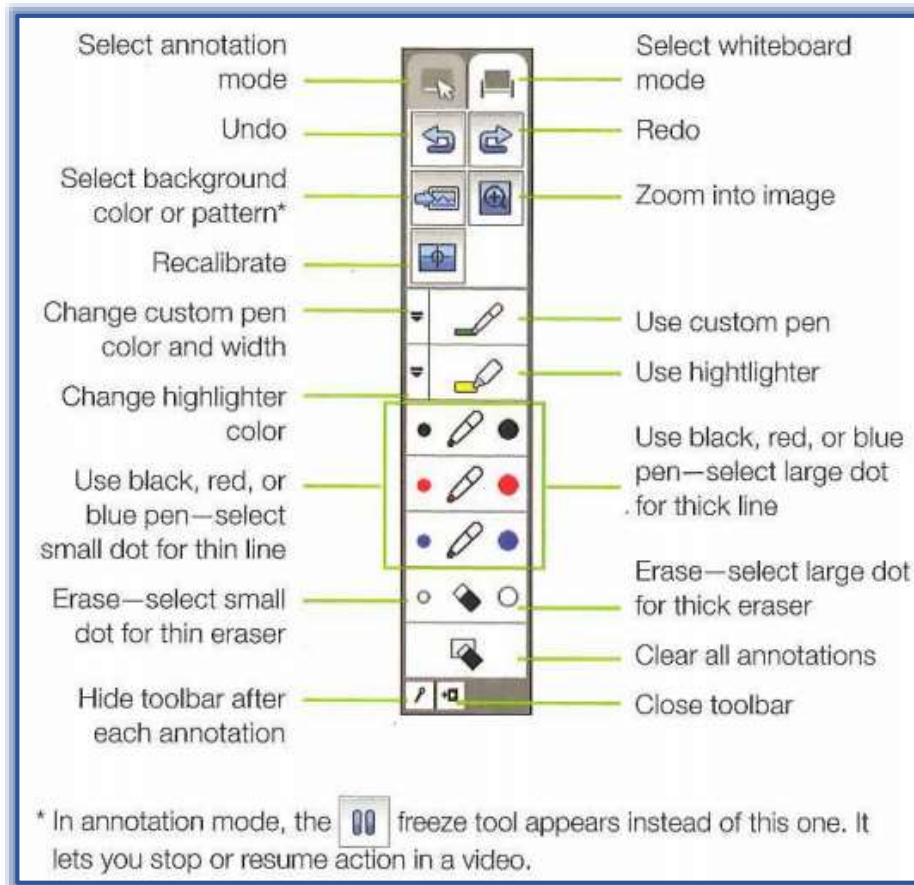 Select annotation
mode
Select whiteboard
mode
Undo
Redo
Select background
color or pattern*
Zoom into image
Recalibrate
Change custom pen
color and width
Use custom pen
Use hightlighter
Change highlighter
color
Use black, red, or blue
pen—select large dot
for thick line
Use black, red, or
blue pen—select
small dot for thin line
Erase—select large dot
for thick eraser
Erase—select small
dot for thin eraser
Clear all annotations
Hide toolbar after
each annotation
Close toolbar
* In annotation mode, the freeze tool appears instead of this one. It
lets you stop or resume action in a video.